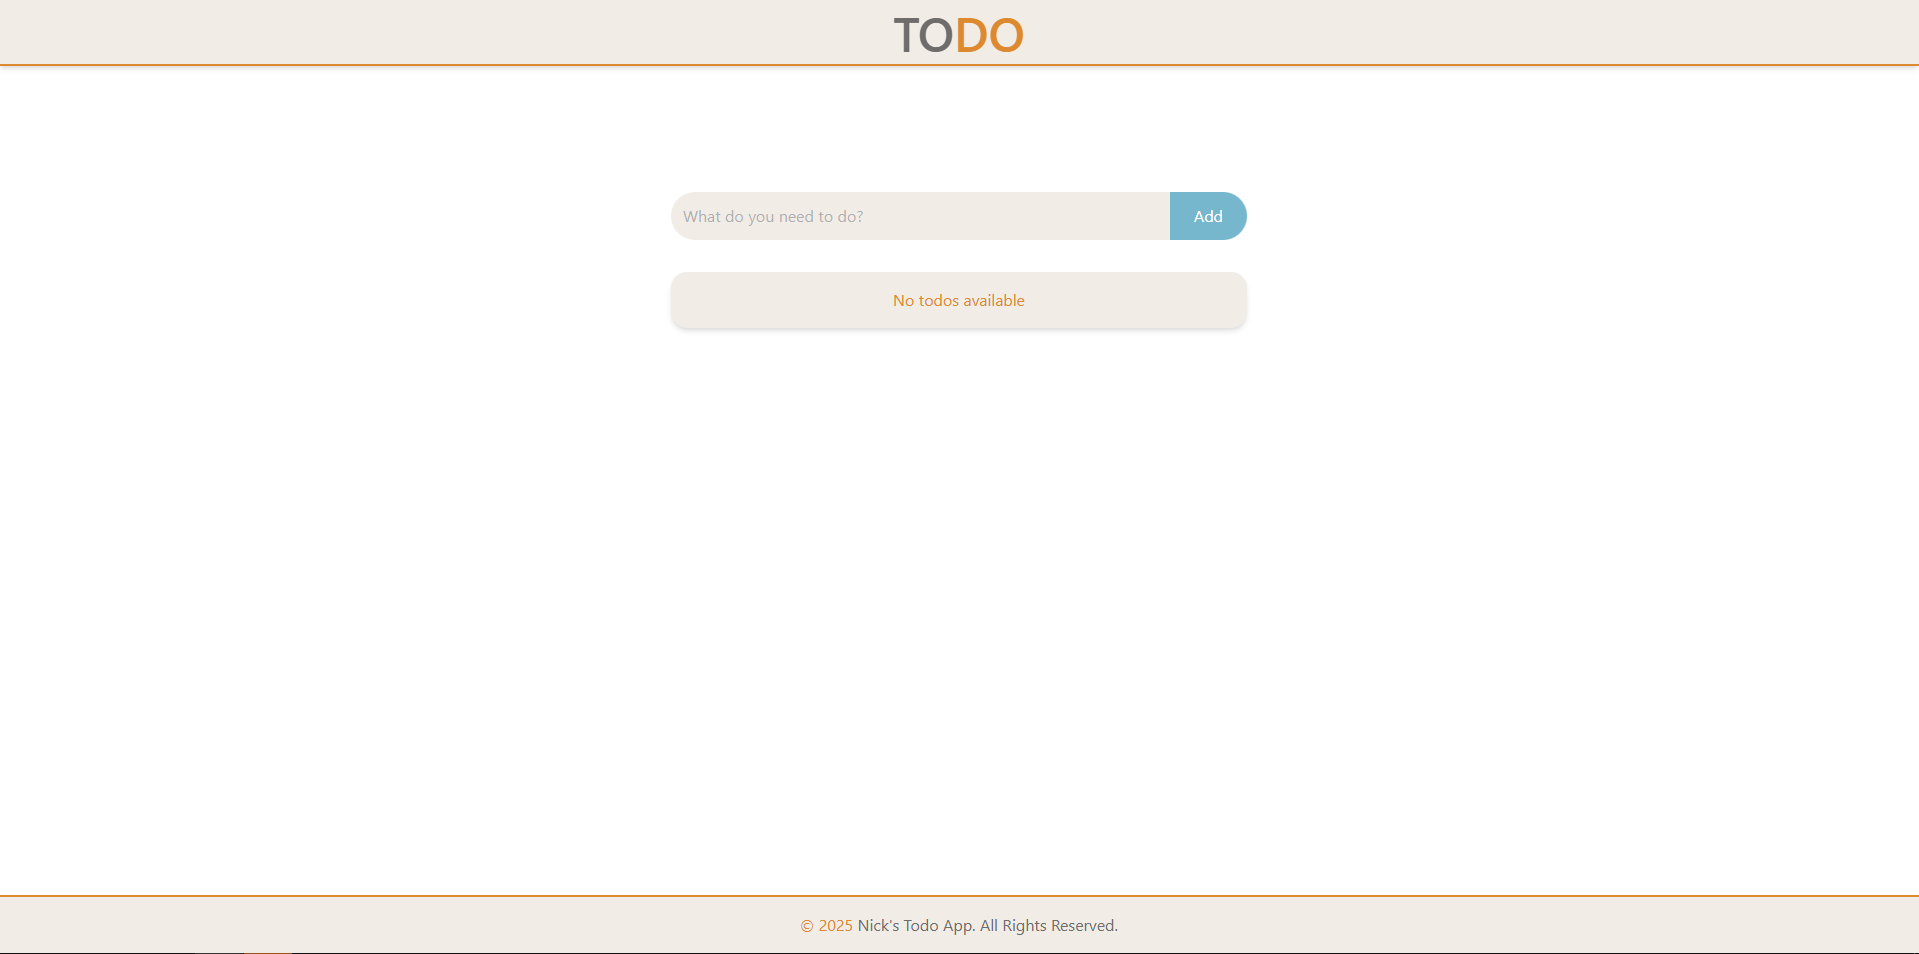 TODO
What do you need to do? Add
No todos available
© 2025 Nick's Todo App. All Rights Reserved.